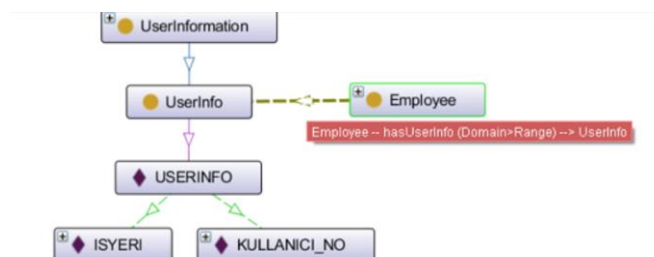 UserInformation
UserInfo
Employee
Employee -- hasUserInfo (Domain>Range) --> UserInfo
USERINFO
ISYERI
KULLANICI_NO